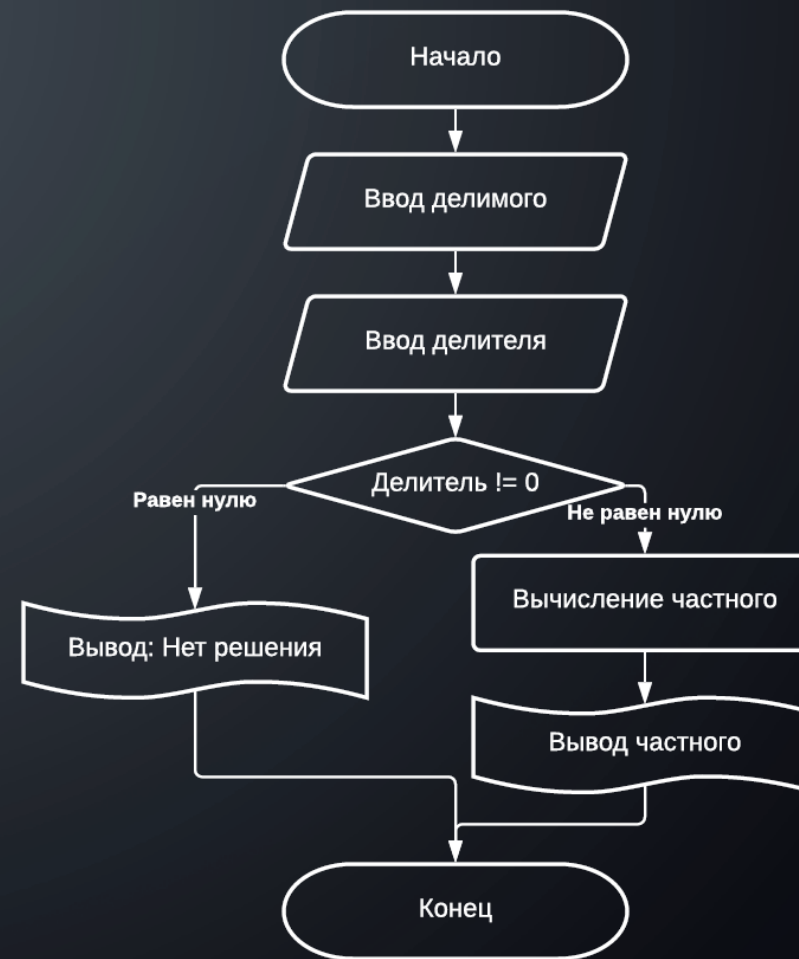 Начало
Ввод делимого
Ввод делителя
Делитель != 0
Равен нулю
Не равен нулю
Вычисление частного
Вывод: Нет решения
Вывод частного
Конец